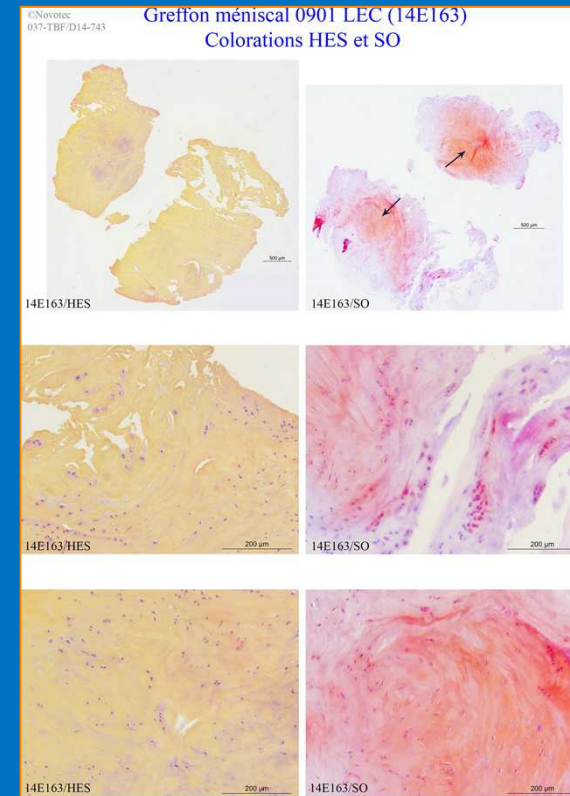 ©Novotec
037-TBF/D14-743
Greffon méniscal 0901 LEC (14E163)
Colorations HES et SO
500 µm
14E163/HES
500 µm
14E163/SO
14E163/HES
200 µm
14E163/SO
200 µm
14E163/HES
200 µm
14E163/SO
200 µm